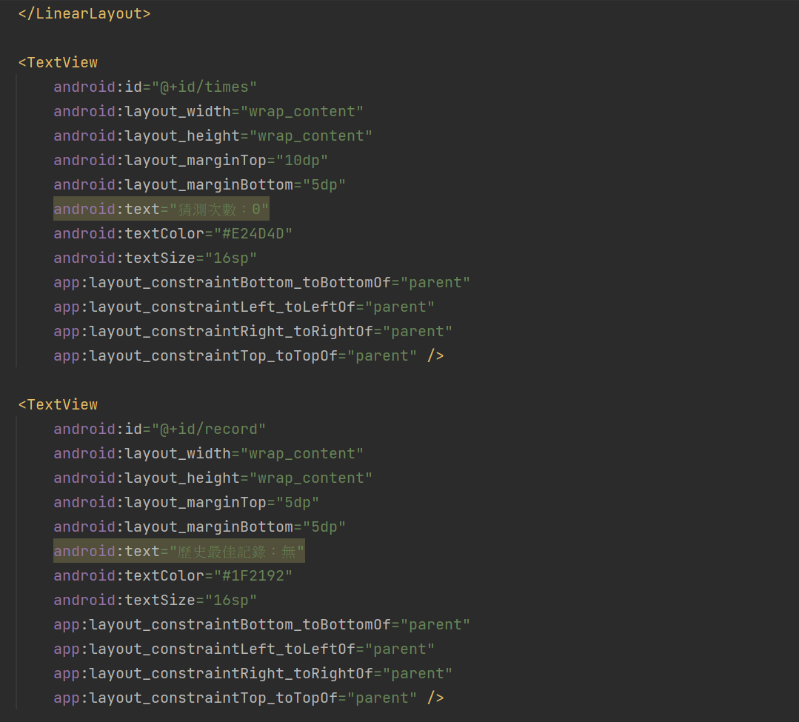 </LinearLayout>
<TextView
android:id="@+id/times"
android:layout_width="wrap_content"
android:layout_height="wrap_content"
android:layout_marginTop="10dp"
android:layout_marginBottom="5dp"
android:text="猜測次數：0"
android:textColor="#E24D4D"
android:textSize="16sp"
app:layout_constraintBottom_toBottomOf="parent"
app:layout_constraintLeft_toLeftOf="parent"
app:layout_constraintRight_toRightOf="parent"
app:layout_constraintTop_toTopOf="parent" />
<TextView
android:id="@+id/record"
android:layout_width="wrap_content"
android:layout_height="wrap_content"
android:layout_marginTop="5dp"
android:layout_marginBottom="5dp"
android:text="歷史最佳記錄：無"
android:textColor="#1F2192"
android:textSize="16sp"
app:layout_constraintBottom_toBottomOf="parent"
app:layout_constraintLeft_toLeftOf="parent"
app:layout_constraintRight_toRightOf="parent"
app:layout_constraintTop_toTopOf="parent" />